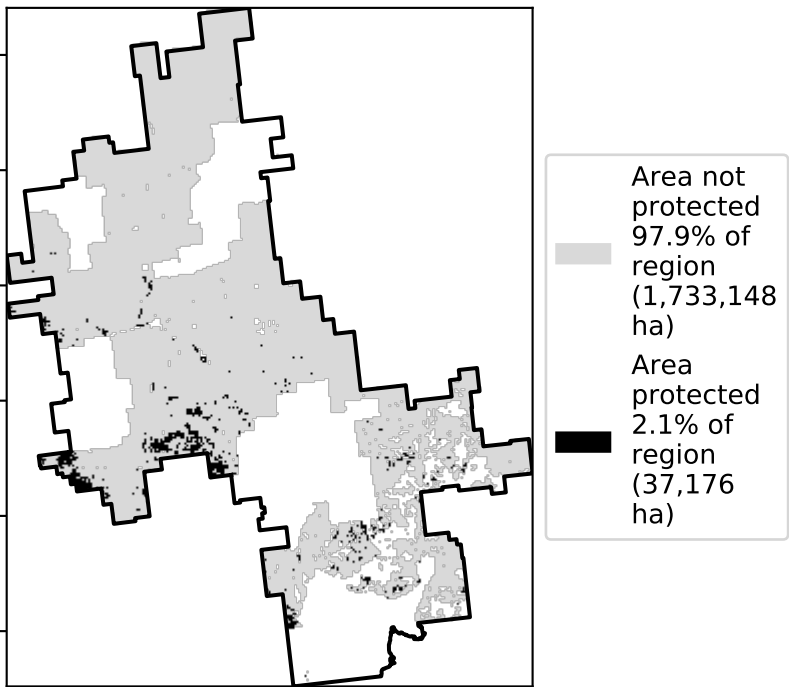 Area not
protected
97.9% of
region
(1,733,148
ha)
Area
protected
2.1% of
region
(37,176
ha)